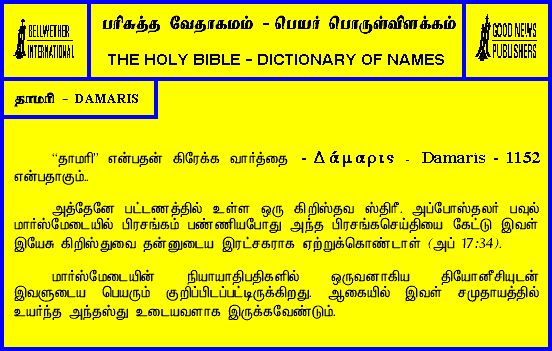 BELLWETHER
INTERNATIONAL
பரிசுத்த வேதாகமம் - பெயர் பொருள்விளக்கம்
THE HOLY BIBLE - DICTIONARY OF NAMES
GOOD NEWS
PUBLISHERS
தாமரி - DAMARIS
“தாமரி” என்பதன் கிரேக்க வார்த்தை - Δάμαρις - Damaris - 1152
என்பதாகும்..
அத்தேனே பட்டணத்தில் உள்ள ஒரு கிறிஸ்தவ ஸ்திரீ. அப்போஸ்தலர் பவுல்
மார்ஸ்மேடையில் பிரசங்கம் பண்ணியபோது அந்த பிரசங்கசெய்தியை கேட்டு இவள்
இயேசு கிறிஸ்துவை தன்னுடைய இரட்சகராக ஏற்றுக்கொண்டாள் (அப் 17:34).
மார்ஸ்மேடையின் நியாயாதிபதிகளில் ஒருவனாகிய தியோனீசியுடன்
இவளுடைய பெயரும் குறிப்பிடப்பட்டிருக்கிறது. ஆகையில் இவள் சமுதாயத்தில்
உயர்ந்த அந்தஸ்து உடையவளாக இருக்கவேண்டும்.